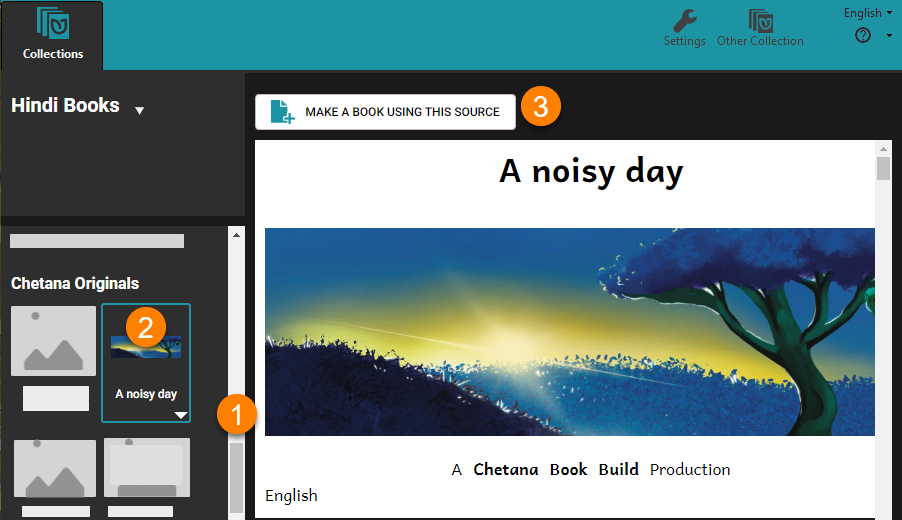 Collections
Settings
Other Collection
English
Hindi Books
MAKE A BOOK USING THIS SOURCE
3
A noisy day
Chetana Originals
2
A noisy day
1
A Chetana Book Build Production
English